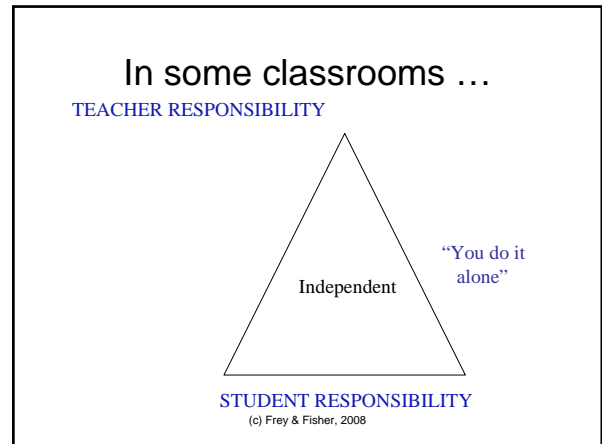 In some classrooms …
TEACHER RESPONSIBILITY
“You do it
alone”
Independent
STUDENT RESPONSIBILITY
(c) Frey & Fisher, 2008